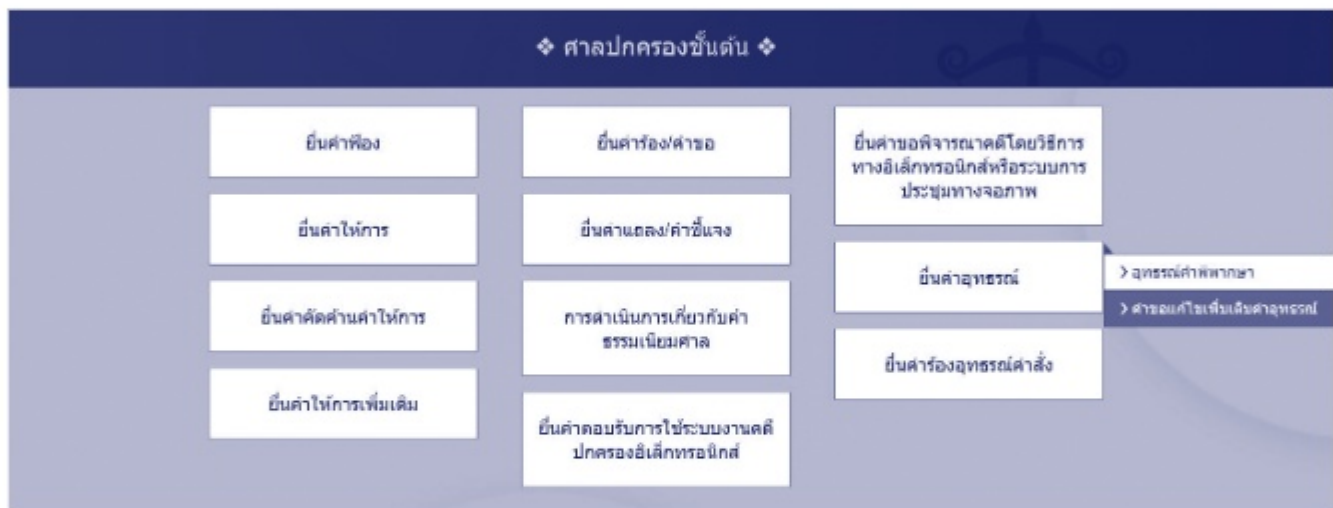 ❖ ศาลปกครองชั้นต้น ❖
ยื่นคำฟ้อง
ยื่นคำให้การ
ยื่นคำคัดค้านคำให้การ
ยื่นคำให้การเพิ่มเติม
ยื่นคำร้อง/คำขอ
ยื่นคำแถลง/คำชี้แจง
การดำเนินการเกี่ยวกับค่า
ธรรมเนียมศาล
ยื่นคำตอบรับการใช้ระบบงานคดี
ปกครองอิเล็กทรอนิกส์
ยื่นคำขอพิจารณาคดีโดยวิธีการ
ทางอิเล็กทรอนิกส์หรือระบบการ
ประชุมทางจอภาพ
ยื่นคำอุทธรณ์
> อุทธรณ์คำพิพากษา
> คำขอแก้ไขเพิ่มเติมคำอุทธรณ์
ยื่นคำร้องอุทธรณ์คำสั่ง